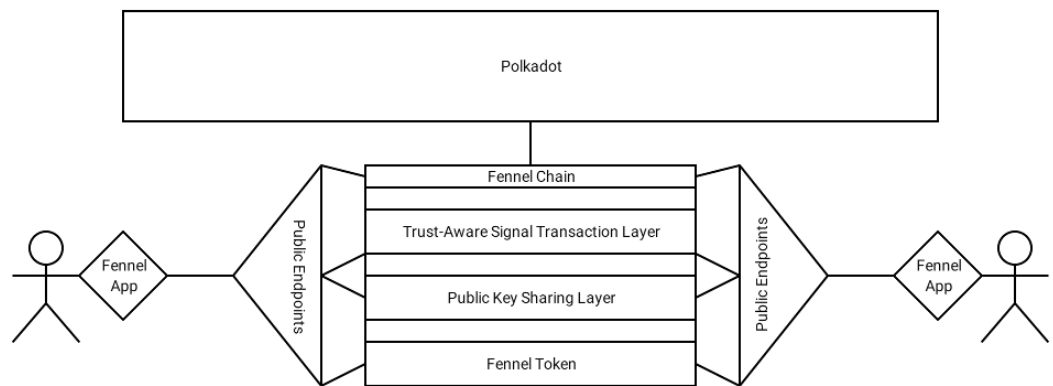 Polkadot
Fennel Chain
Trust-Aware Signal Transaction Layer
Public Key Sharing Layer
Fennel Token
Public Endpoints
Public Endpoints
Fennel
App
Fennel
App